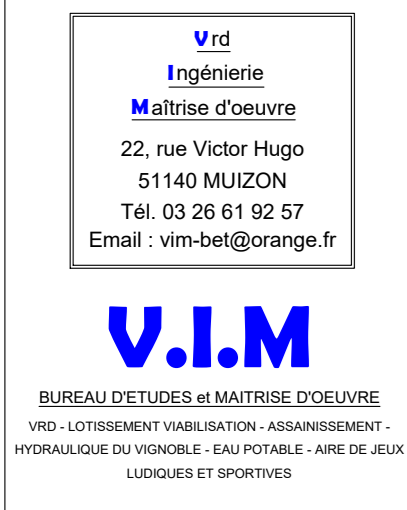 Vrd
Ingénierie
Maîtrise d'oeuvre
22, rue Victor Hugo
51140 MUIZON
Tél. 03 26 61 92 57
Email : vim-bet@orange.fr
V.I.M
BUREAU D'ETUDES et MAITRISE D'OEUVRE
VRD - LOTISSEMENT VIABILISATION - ASSAINISSEMENT -
HYDRAULIQUE DU VIGNOBLE - EAU POTABLE - AIRE DE JEUX
LUDIQUES ET SPORTIVES